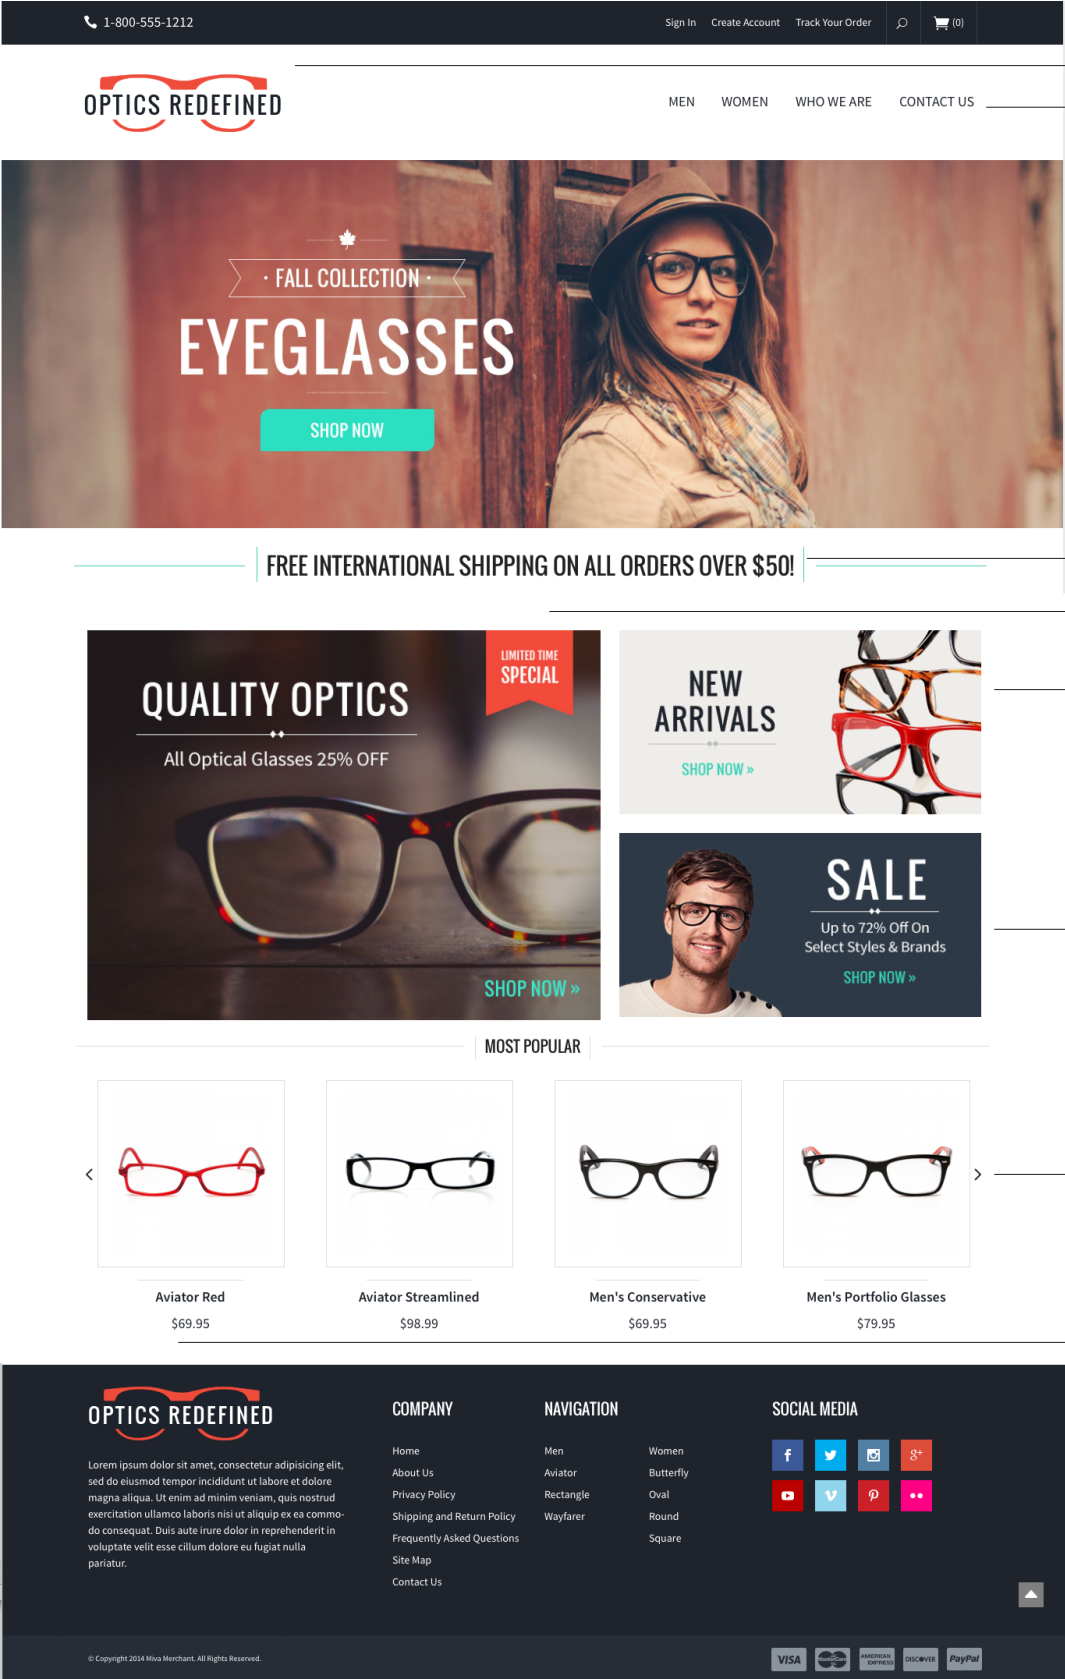 1-800-555-1212
Sign In Create Account Track Your Order (0)
OPTICS REDEFINED
MEN WOMEN WHO WE ARE CONTACT US
· FALL COLLECTION ·
EYEGLASSES
SHOP NOW
FREE INTERNATIONAL SHIPPING ON ALL ORDERS OVER $50!
LIMITED TIME
SPECIAL
QUALITY OPTICS
All Optical Glasses 25% OFF
SHOP NOW »
NEW
ARRIVALS
SHOP NOW »
SALE
Up to 72% Off On
Select Styles & Brands
SHOP NOW »
MOST POPULAR
Aviator Red
$69.95
Aviator Streamlined
$98.99
Men's Conservative
$69.95
Men's Portfolio Glasses
$79.95
OPTICS REDEFINED
Lorem ipsum dolor sit amet, consectetur adipisicing elit,
sed do eiusmod tempor incididunt ut labore et dolore
magna aliqua. Ut enim ad minim veniam, quis nostrud
exercitation ullamco laboris nisi ut aliquip ex ea commo-
do consequat. Duis aute irure dolor in reprehenderit in
voluptate velit esse cillum dolore eu fugiat nulla
pariatur.
COMPANY
Home
About Us
Privacy Policy
Shipping and Return Policy
Frequently Asked Questions
Site Map
Contact Us
NAVIGATION
Men
Aviator
Rectangle
Wayfarer
Women
Butterfly
Oval
Round
Square
SOCIAL MEDIA
f
g+
v
© Copyright 2014 Miva Merchant. All Rights Reserved.
VISA
MasterCard
AMERICAN
EXPRESS
DISCOVER
PayPal